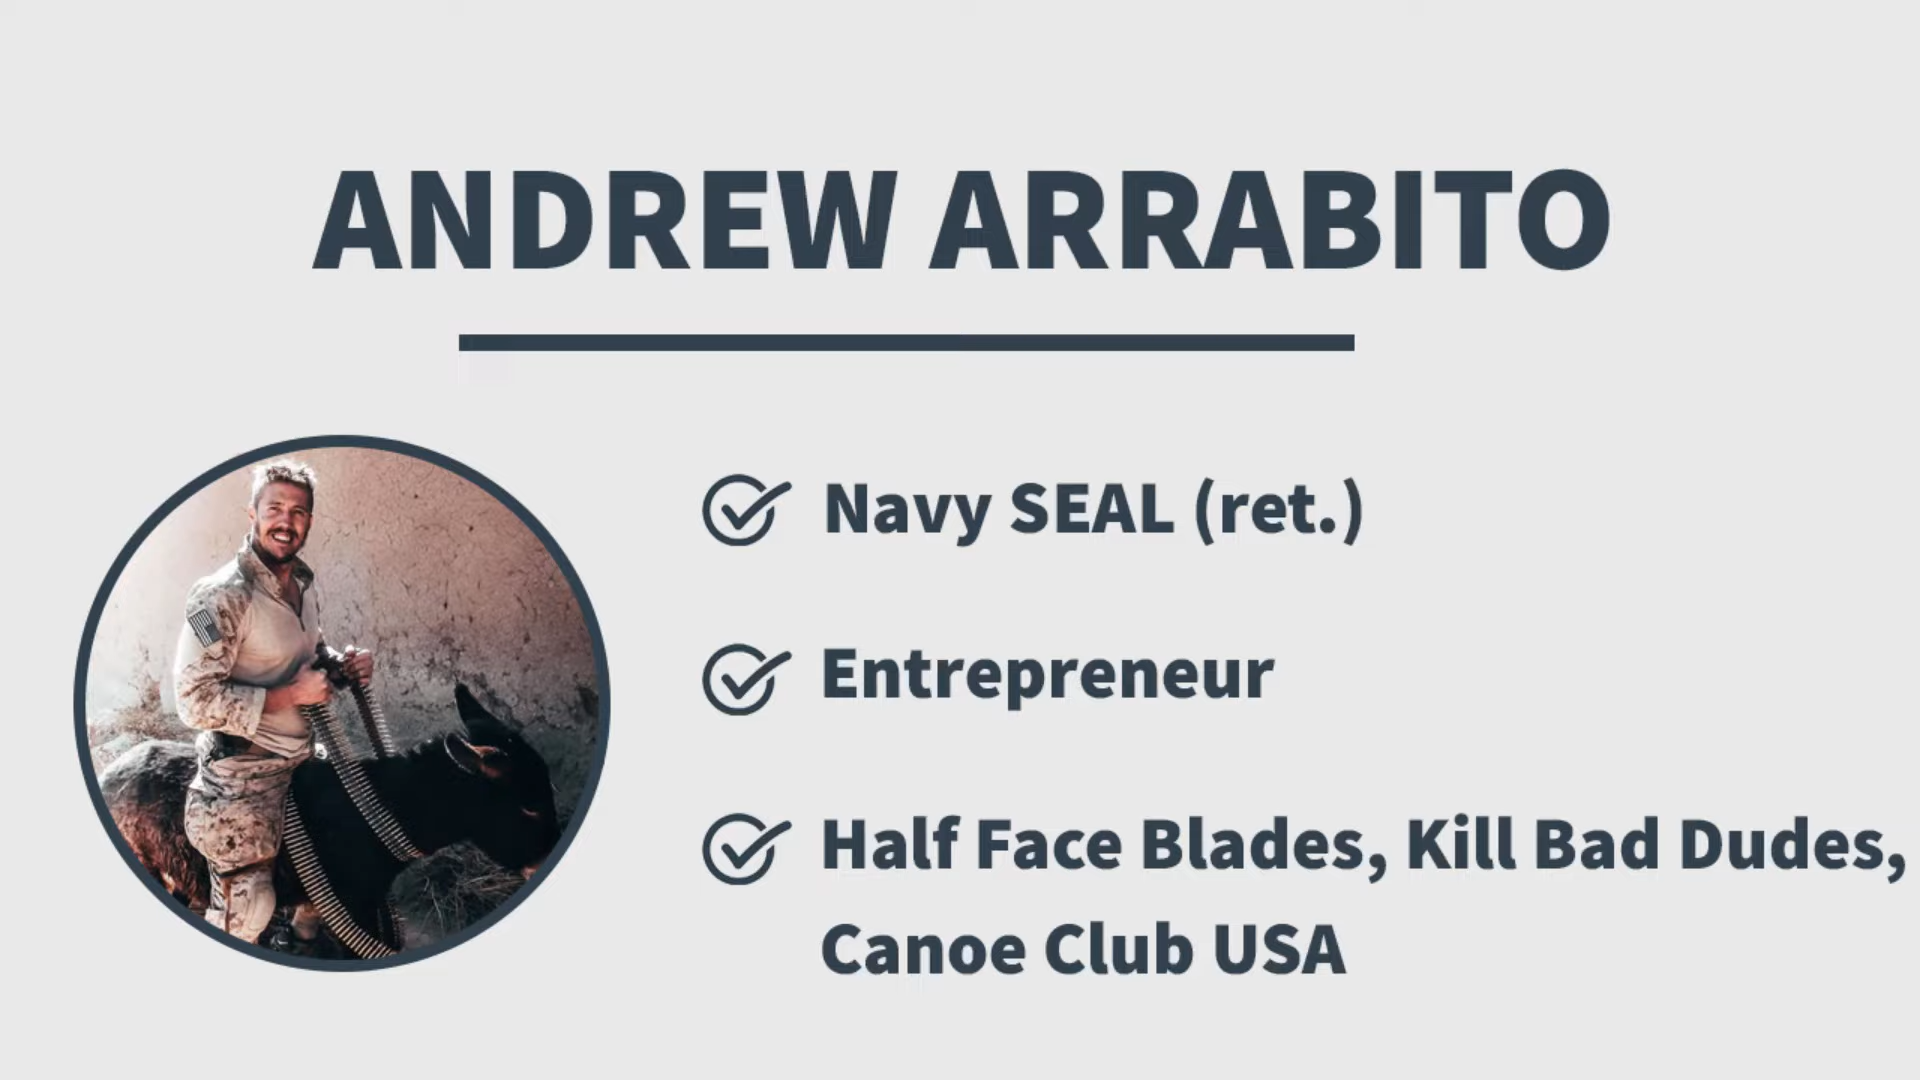 ANDREW ARRABITO
Navy SEAL (ret.)
Entrepreneur
Half Face Blades, Kill Bad Dudes,
Canoe Club USA